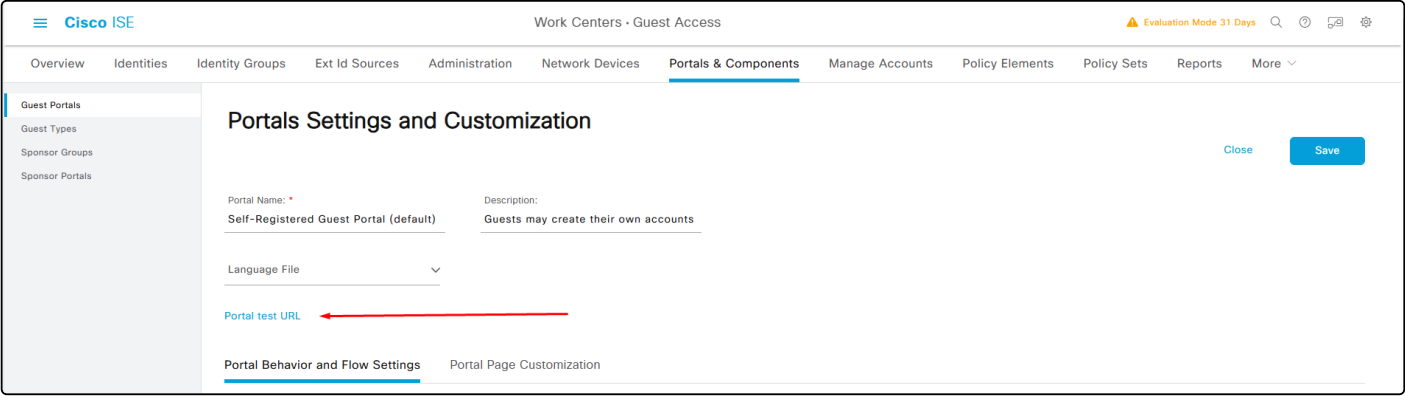 Cisco ISE
Work Centers · Guest Access
Evaluation Mode 31 Days
Overview Identities Identity Groups Ext Id Sources Administration Network Devices Portals & Components Manage Accounts Policy Elements Policy Sets Reports More
Guest Portals
Guest Types
Sponsor Groups
Sponsor Portals
Portals Settings and Customization
Close Save
Portal Name: * Description:
Self-Registered Guest Portal (default) Guests may create their own accounts
Language File
Portal test URL
Portal Behavior and Flow Settings Portal Page Customization